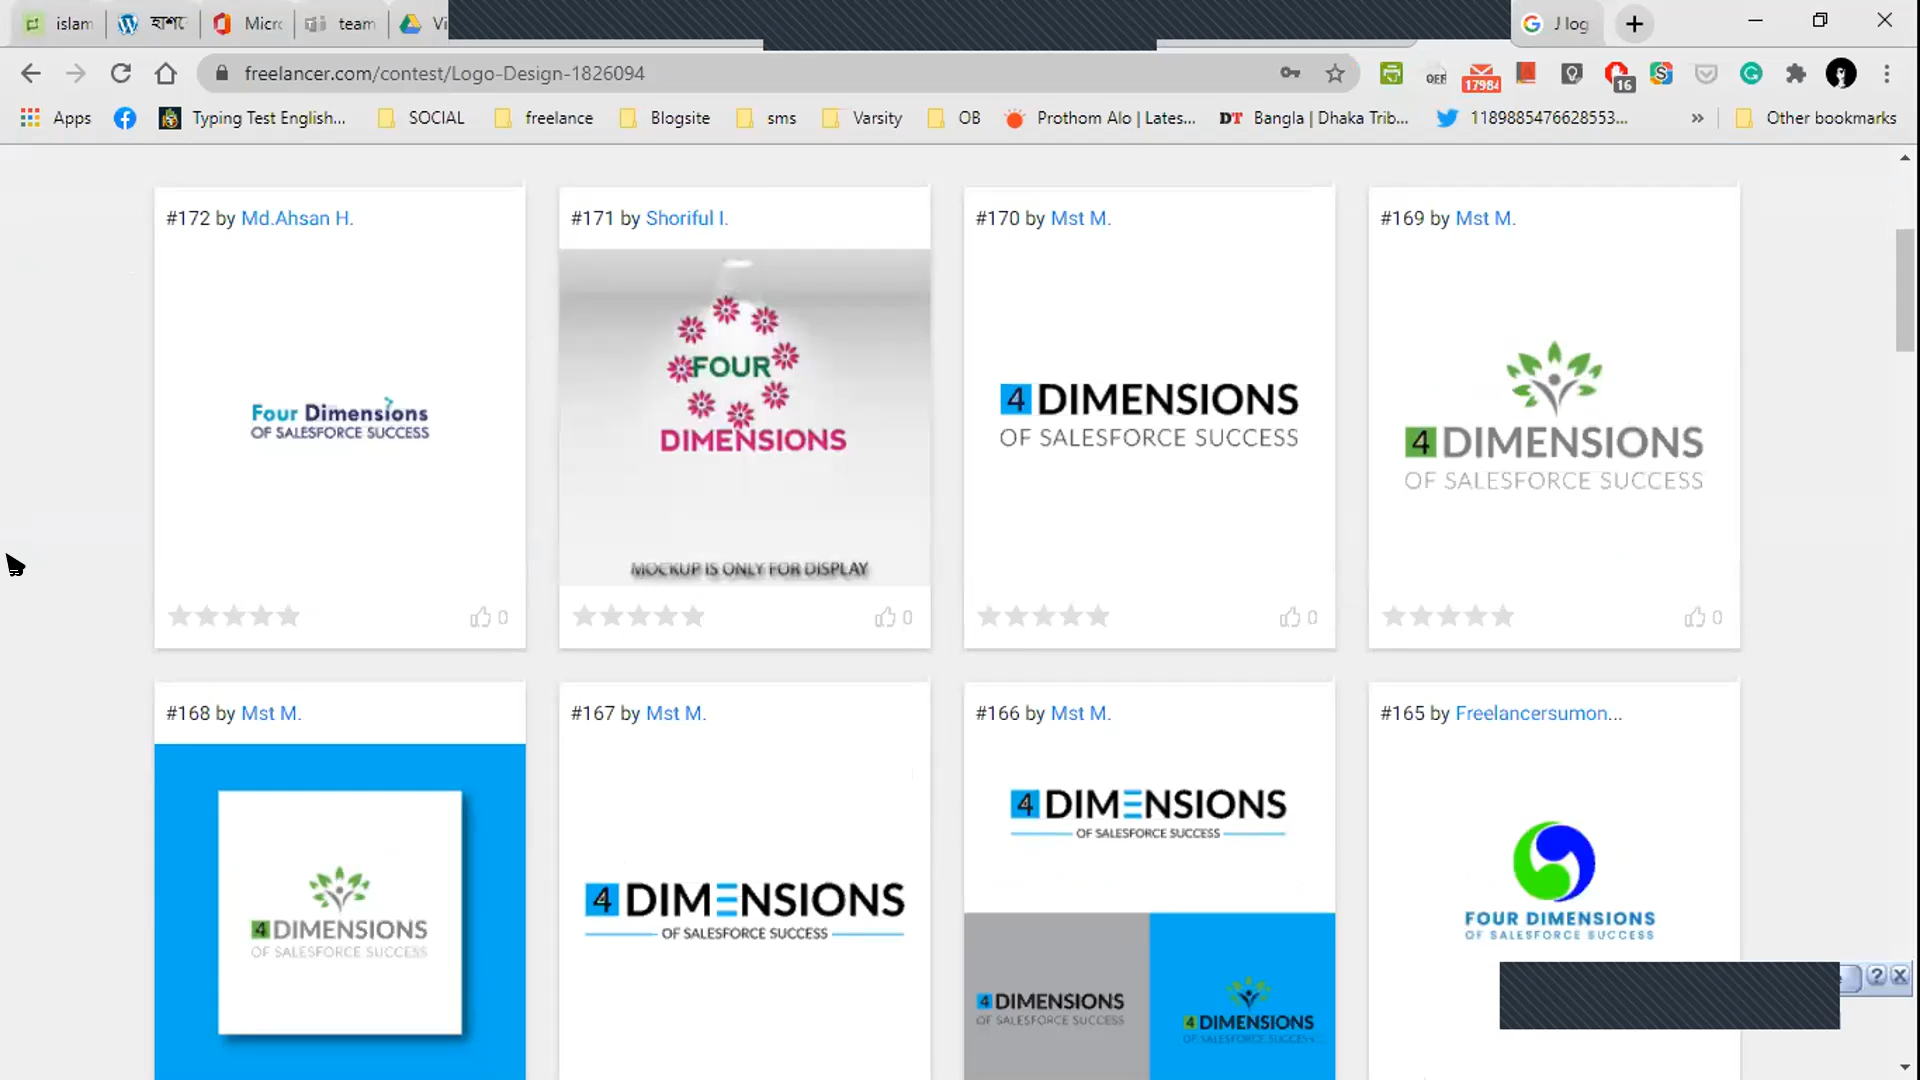 islam হাশে Micro team Vi J log
freelancer.com/contest/Logo-Design-1826094
OFF 17984 16
Apps Typing Test English... SOCIAL freelance Blogsite sms Varsity OB Prothom Alo | Lates... DT Bangla | Dhaka Trib... 1189885476628553... » Other bookmarks
#172 by Md.Ahsan H. #171 by Shoriful I. #170 by Mst M. #169 by Mst M.
Four Dimensions
OF SALESFORCE SUCCESS
FOUR
DIMENSIONS
MOCKUP IS ONLY FOR DISPLAY
4 DIMENSIONS
OF SALESFORCE SUCCESS
4 DIMENSIONS
OF SALESFORCE SUCCESS
0 0 0 0
#168 by Mst M. #167 by Mst M. #166 by Mst M. #165 by Freelancersumon...
4 DIMENSIONS
OF SALESFORCE SUCCESS
4 DIMENSIONS
OF SALESFORCE SUCCESS
4 DIMENSIONS
OF SALESFORCE SUCCESS
4 DIMENSIONS
OF SALESFORCE SUCCESS
4 DIMENSIONS
OF SALESFORCE SUCCESS
FOUR DIMENSIONS
OF SALESFORCE SUCCESS